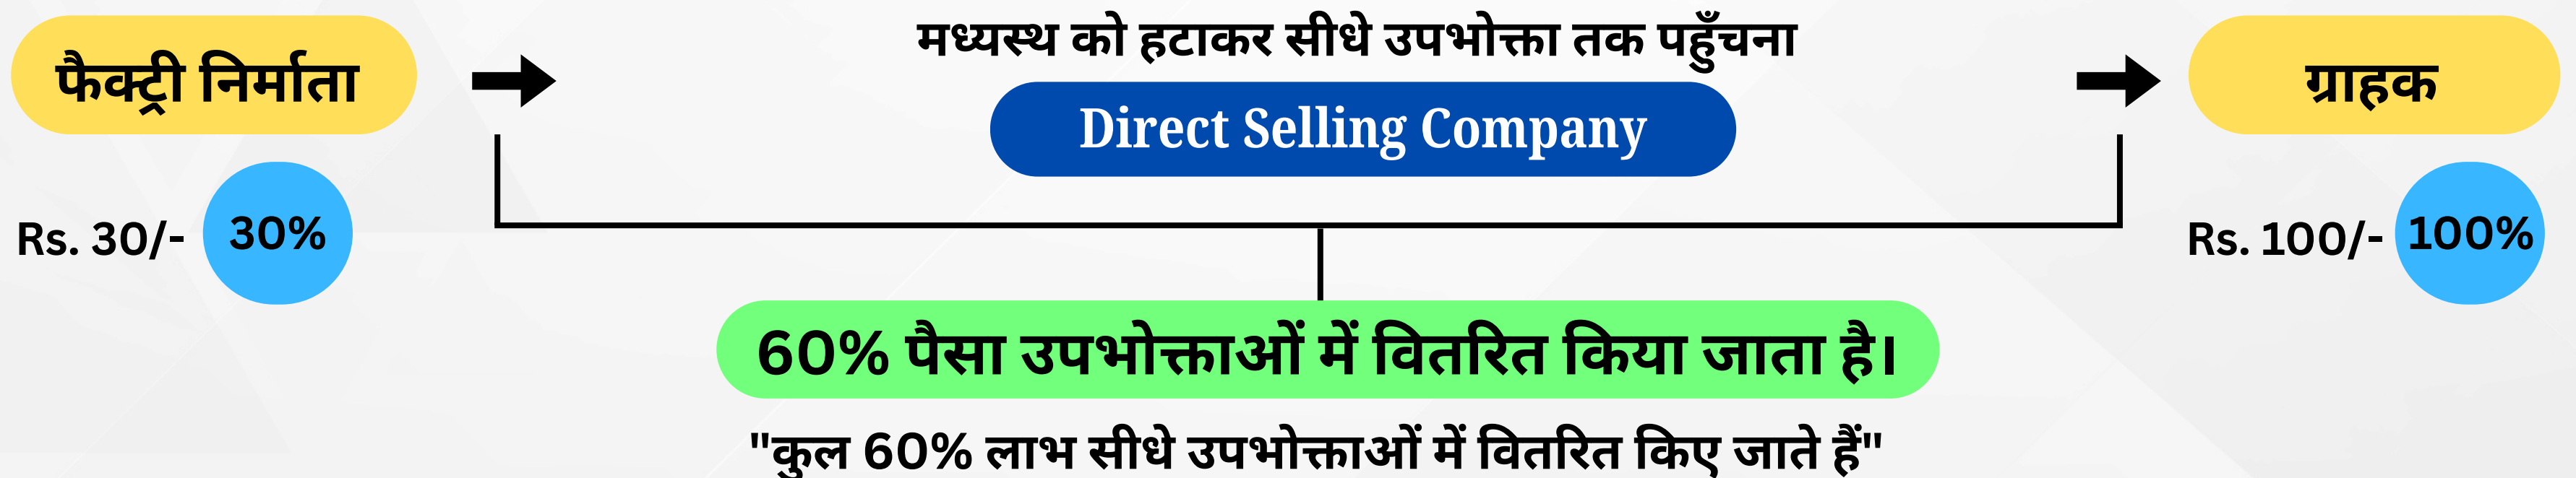 मध्यस्थ को हटाकर सीधे उपभोक्ता तक पहुँचना
फैक्ट्री निर्माता
Direct Selling Company
ग्राहक
Rs. 30/- 30%
Rs. 100/- 100%
60% पैसा उपभोक्ताओं में वितरित किया जाता है।
"कुल 60% लाभ सीधे उपभोक्ताओं में वितरित किए जाते हैं"